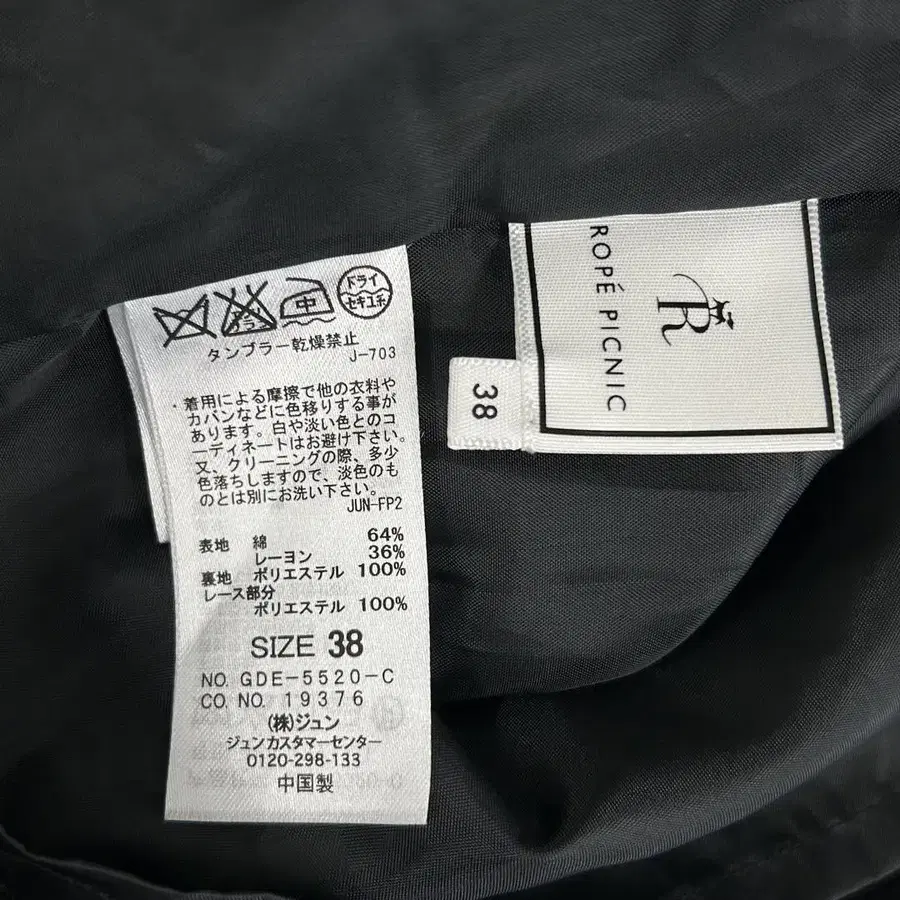 中
ドライ
セキユ系
タンブラー乾燥禁止
J-703
・着用による摩擦で他の衣料や
カバンなどに色移りする事が
あります。白や淡い色とのコ
ーディネートはお避け下さい。
又、クリーニングの際、多少
色落ちしますので、淡色のも
のとは別にお洗い下さい。
JUN-FP2
表地 綿 64%
レーヨン 36%
裏地 ポリエステル 100%
レース部分
ポリエステル 100%
SIZE 38
NO. GDE-5520-C
CO. NO. 19376
(株)ジュン
ジュンカスタマーセンター
0120-298-133
中国製
R
ROPÉ PICNIC
38